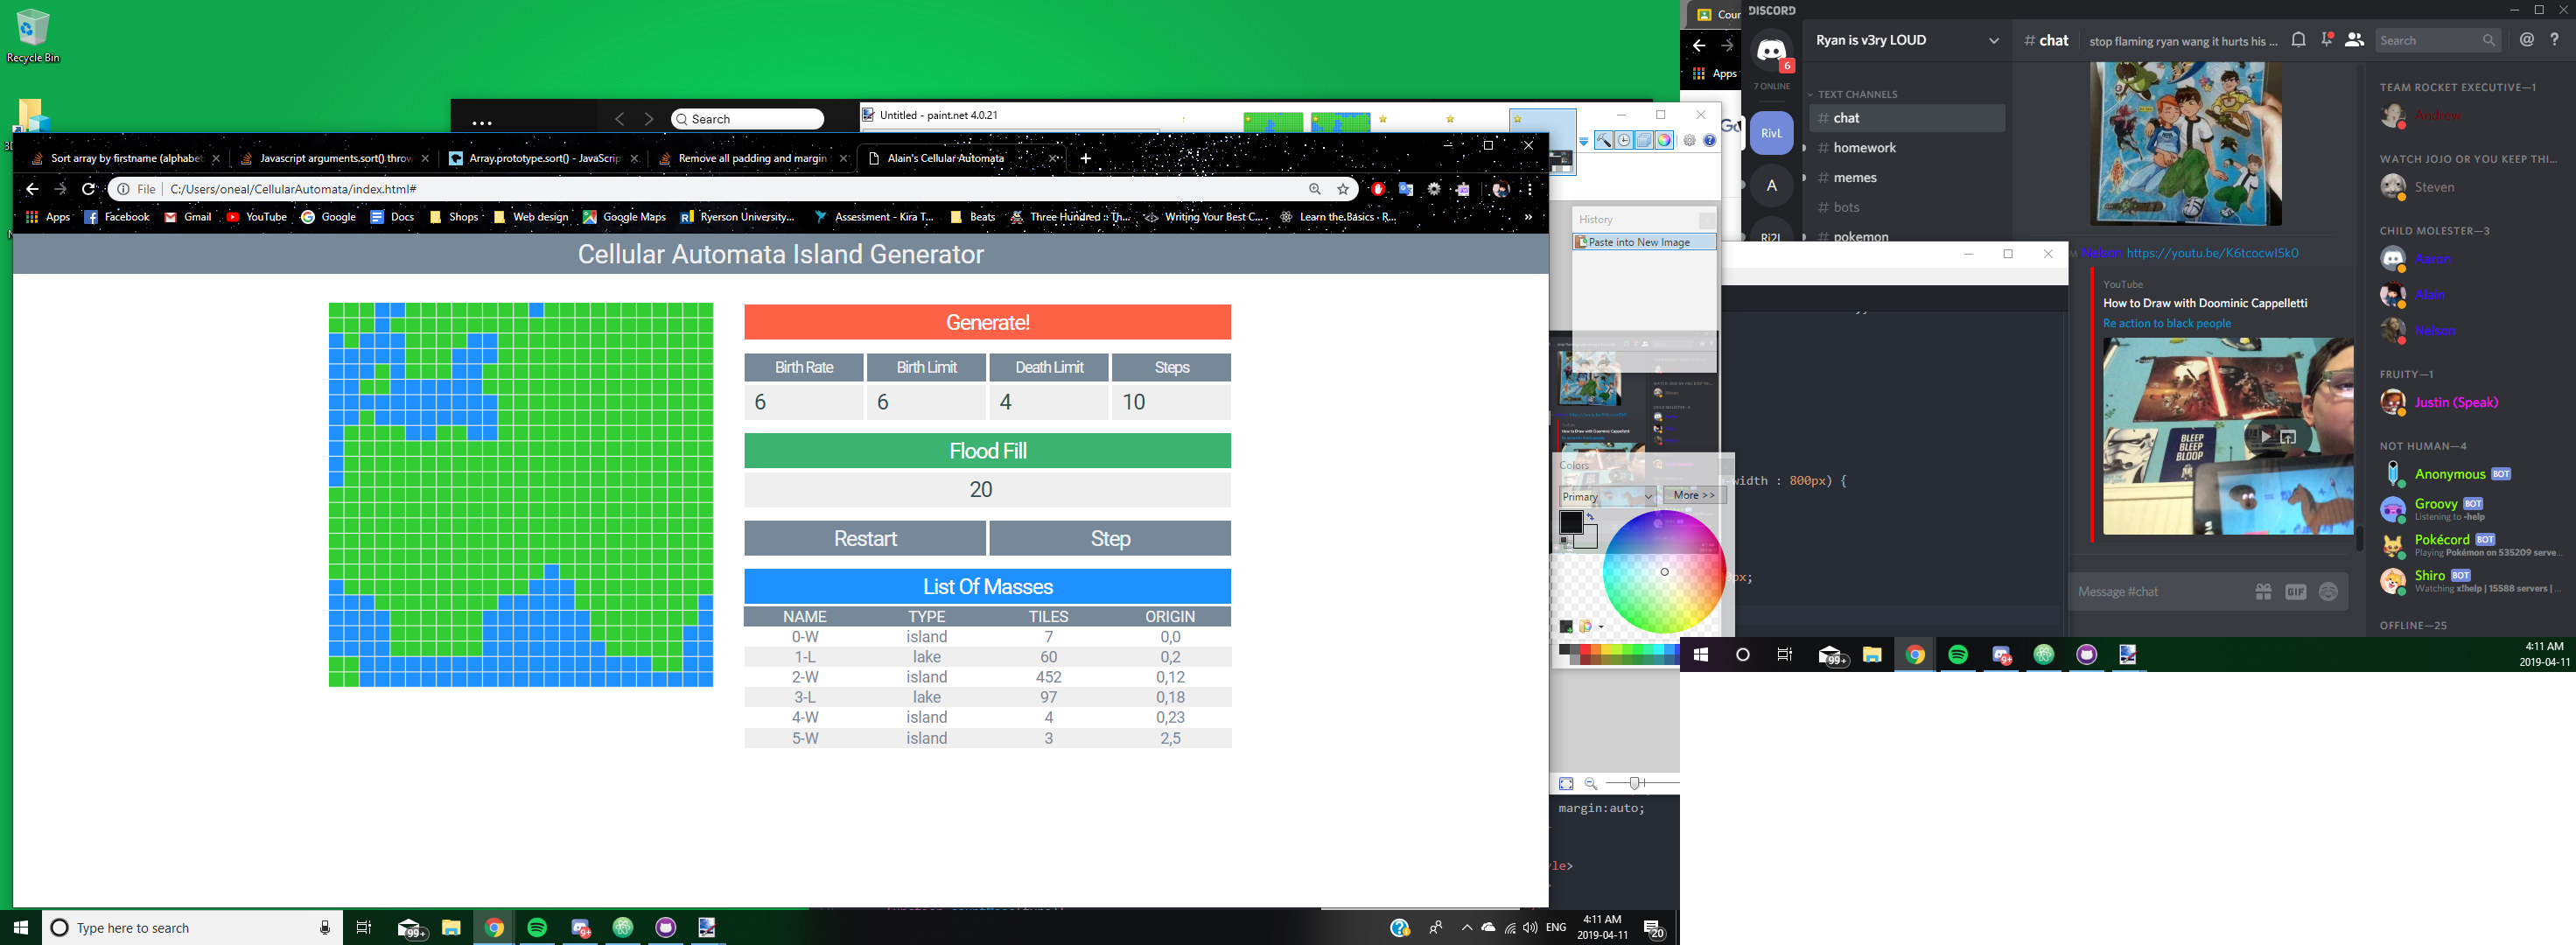 Recycle Bin
Search
Untitled - paint.net 4.0.21
Sort array by firstname (alphabet
Javascript arguments.sort() throw
Array.prototype.sort() - JavaScrip
Remove all padding and margin
Alain's Cellular Automata
File
C:/Users/oneal/CellularAutomata/index.html#
Apps
Facebook
Gmail
YouTube
Google
Docs
Shops
Web design
Google Maps
Ryerson University...
Assessment - Kira T...
Beats
Three Hundred :: Th...
Writing Your Best C...
Learn the Basics · R...
Cellular Automata Island Generator
Generate!
Birth Rate Birth Limit Death Limit Steps
6 6 4 10
Flood Fill
20
Restart Step
List Of Masses
NAME TYPE TILES ORIGIN
0-W island 7 0,0
1-L lake 60 0,2
2-W island 452 0,12
3-L lake 97 0,18
4-W island 4 0,23
5-W island 3 2,5
History
Paste into New Image
Colors
Primary
More >>
margin:auto;
Type here to search
99+
9+
ENG
4:11 AM
2019-04-11
20
Cour
Apps
DISCORD
6
7 ONLINE
RivL
A
Ri2L
Ryan is v3ry LOUD
TEXT CHANNELS
# chat
# homework
# memes
# bots
# pokemon
# chat
stop flaming ryan wang it hurts his ...
Search
Nelson https://youtu.be/K6tcocwI5k0
YouTube
How to Draw with Doominic Cappelletti
Re action to black people
BLEEP
BLOOP
-width : 800px) {
0px;
Message #chat
GIF
TEAM ROCKET EXECUTIVE—1
Andrew
WATCH JOJO OR YOU KEEP THI...
Steven
CHILD MOLESTER—3
Aaron
Alain
Nelson
FRUITY—1
Justin (Speak)
NOT HUMAN—4
Anonymous BOT
Groovy BOT
Listening to -help
Pokécord BOT
Playing Pokémon on 535209 serve...
Shiro BOT
Watching x!help | 15588 servers | ...
OFFLINE—25
99+
9+
4:11 AM
2019-04-11